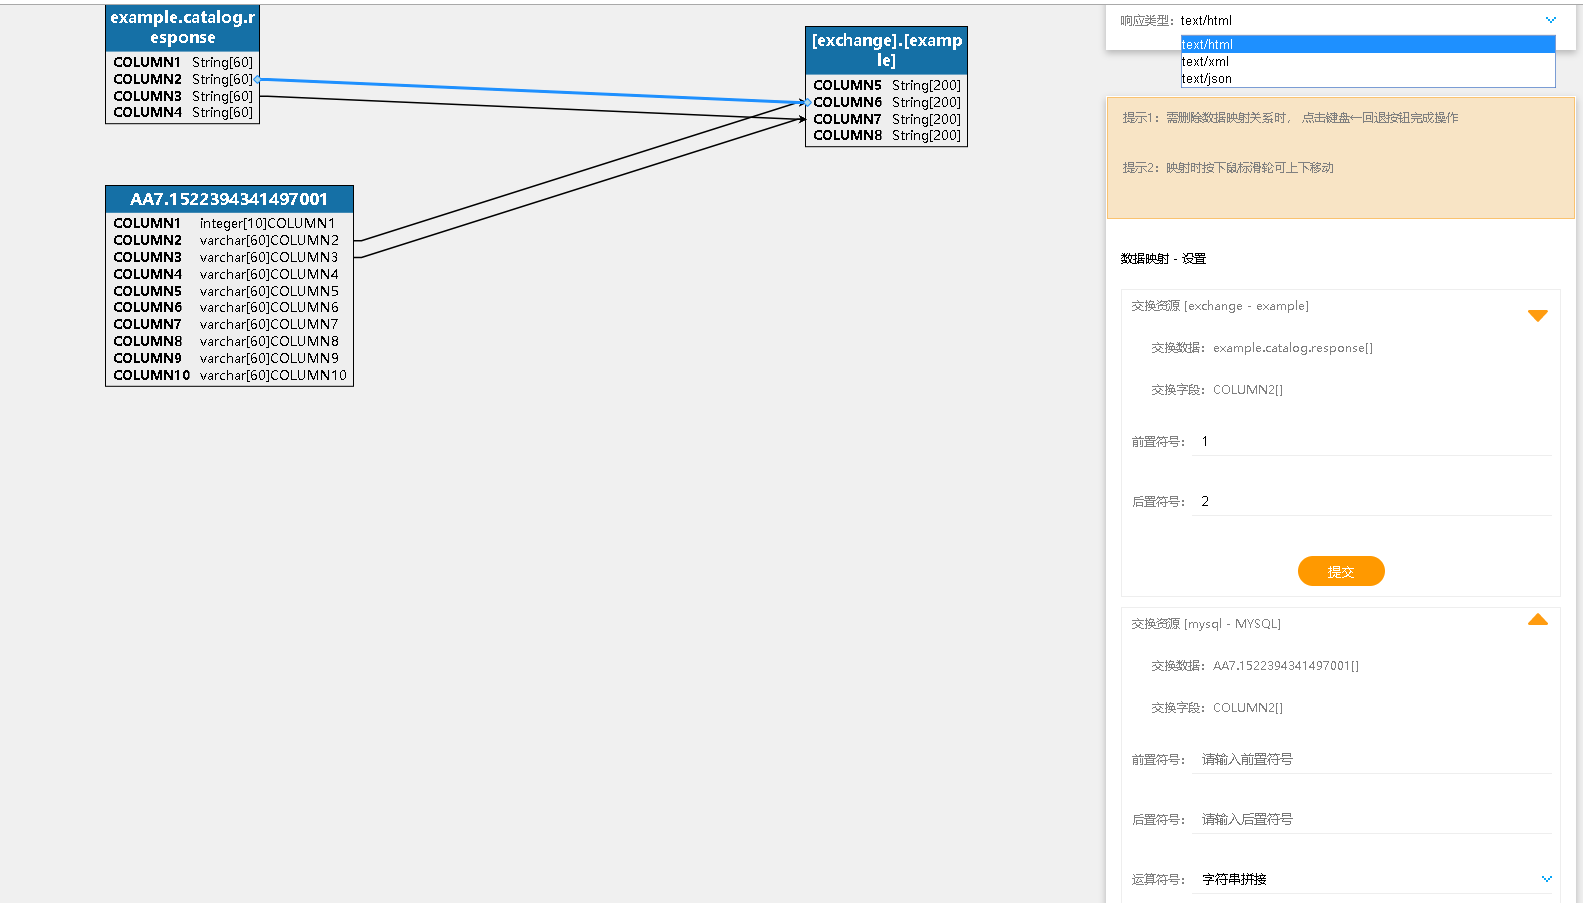 example.catalog.r
esponse
COLUMN1 String[60]
COLUMN2 String[60]
COLUMN3 String[60]
COLUMN4 String[60]
[exchange].[examp
le]
COLUMN5 String[200]
COLUMN6 String[200]
COLUMN7 String[200]
COLUMN8 String[200]
AA7.1522394341497001
COLUMN1 integer[10]COLUMN1
COLUMN2 varchar[60]COLUMN2
COLUMN3 varchar[60]COLUMN3
COLUMN4 varchar[60]COLUMN4
COLUMN5 varchar[60]COLUMN5
COLUMN6 varchar[60]COLUMN6
COLUMN7 varchar[60]COLUMN7
COLUMN8 varchar[60]COLUMN8
COLUMN9 varchar[60]COLUMN9
COLUMN10 varchar[60]COLUMN10
响应类型：text/html
text/html
text/xml
text/json
提示1：需删除数据映射关系时， 点击键盘←回退按钮完成操作
提示2：映射时按下鼠标滑轮可上下移动
数据映射 - 设置
交换资源 [exchange - example]
交换数据：example.catalog.response[]
交换字段：COLUMN2[]
前置符号： 1
后置符号： 2
提交
交换资源 [mysql - MYSQL]
交换数据：AA7.1522394341497001[]
交换字段：COLUMN2[]
前置符号： 请输入前置符号
后置符号： 请输入后置符号
运算符号： 字符串拼接